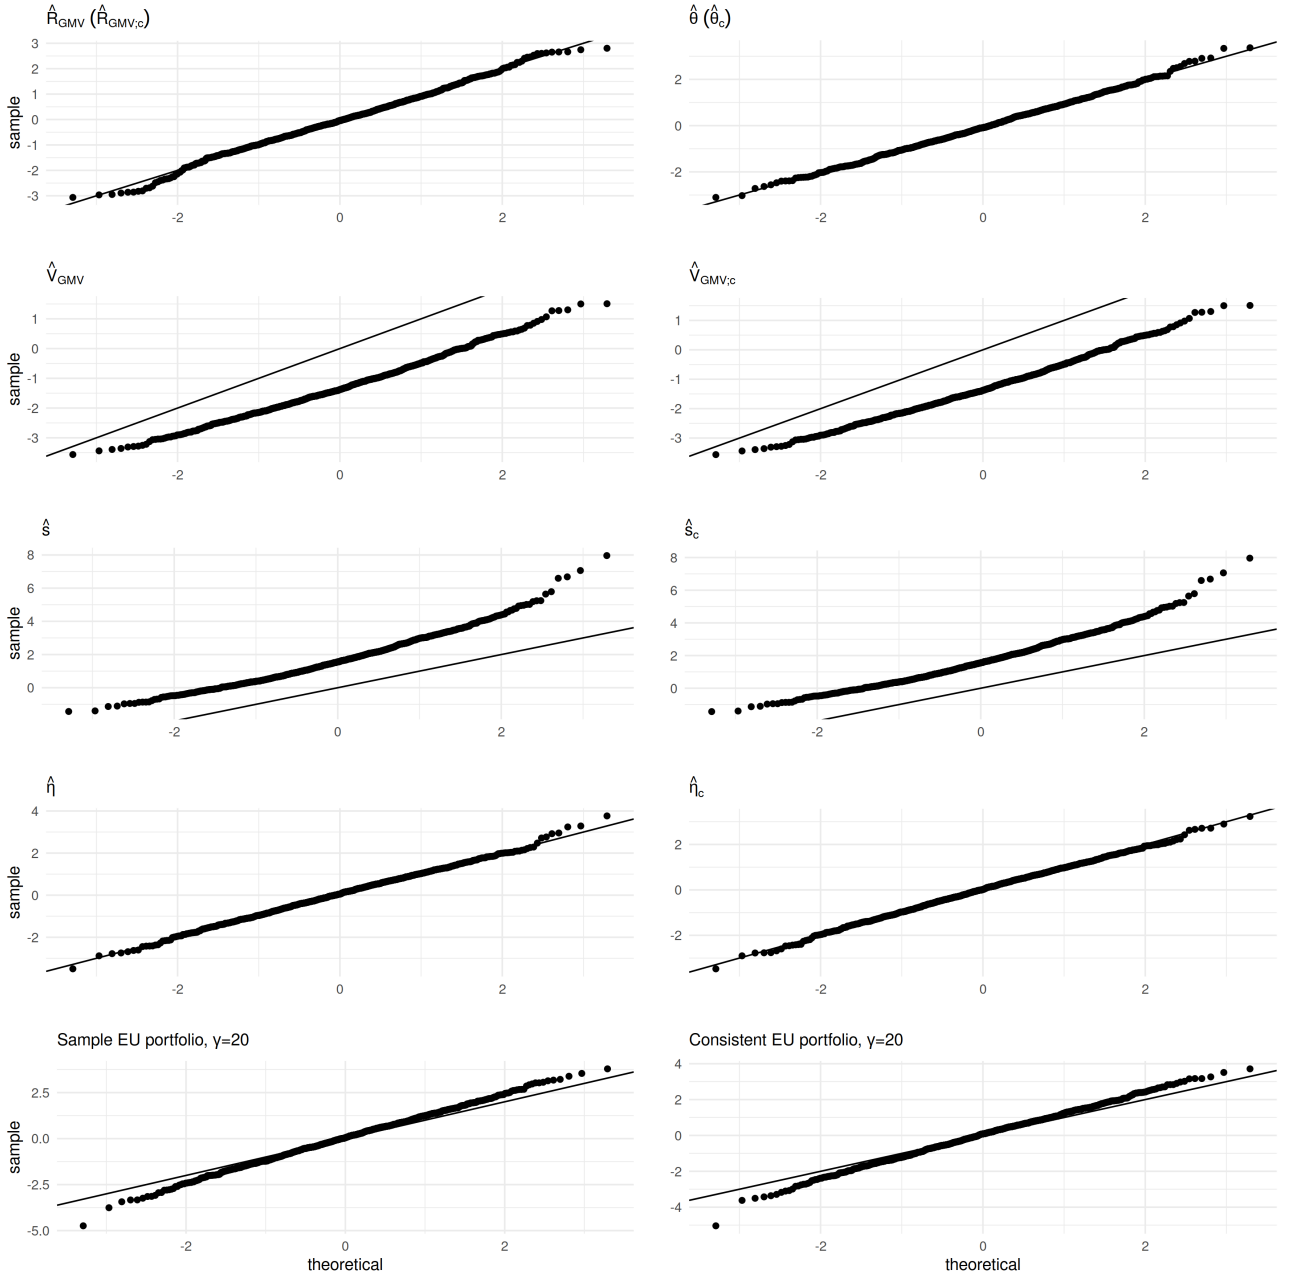 R̂GMV (R̂GMV;c)
θ̂ (θ̂c)
sample
3
2
1
0
-1
-2
-3
-2 0 2
2
0
-2
-2 0 2
V̂GMV
V̂GMV;c
sample
1
0
-1
-2
-3
-2 0 2
1
0
-1
-2
-3
-2 0 2
ŝ
ŝc
sample
8
6
4
2
0
-2 0 2
8
6
4
2
0
-2 0 2
η̂
η̂c
sample
4
2
0
-2
-2 0 2
2
0
-2
-2 0 2
Sample EU portfolio, γ=20
Consistent EU portfolio, γ=20
sample
2.5
0.0
-2.5
-5.0
-2 0 2
theoretical
4
2
0
-2
-4
-2 0 2
theoretical